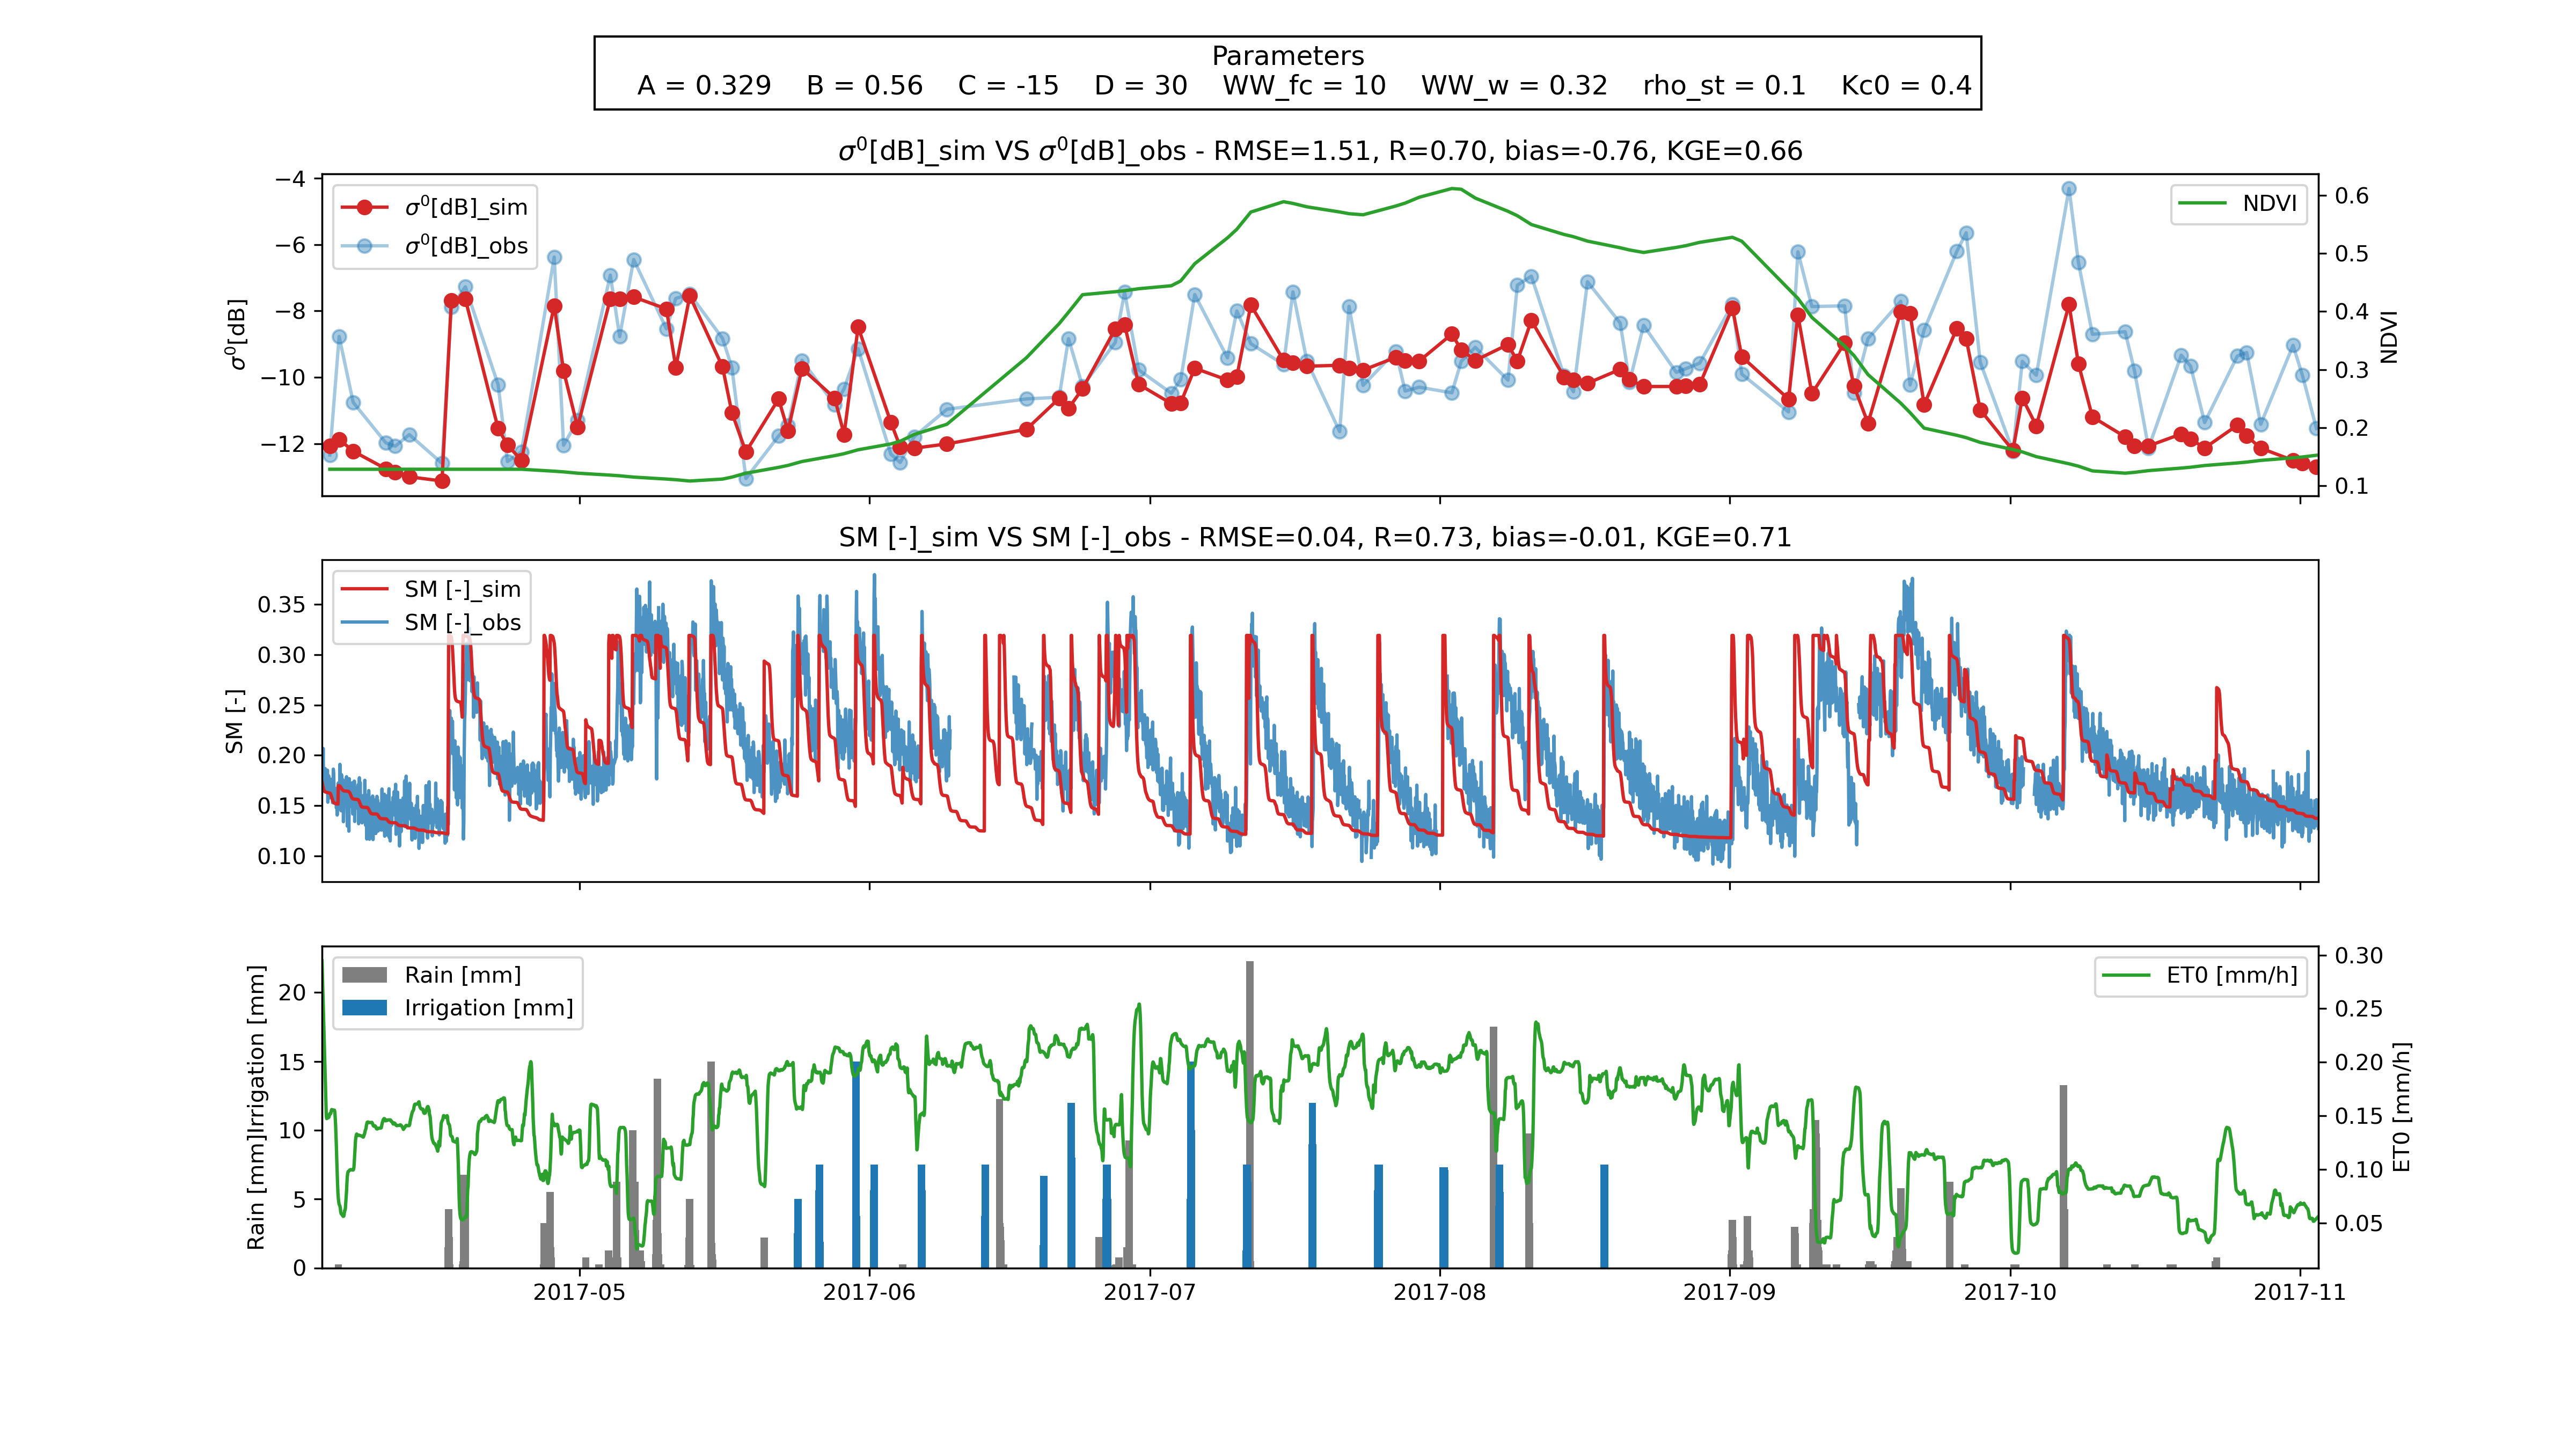 Parameters
A = 0.329 B = 0.56 C = -15 D = 30 WW_fc = 10 WW_w = 0.32 rho_st = 0.1 Kc0 = 0.4
σ⁰[dB]_sim VS σ⁰[dB]_obs - RMSE=1.51, R=0.70, bias=-0.76, KGE=0.66
σ⁰[dB]
−4
−6
−8
−10
−12
σ⁰[dB]_sim
σ⁰[dB]_obs
NDVI
0.6
0.5
0.4
0.3
0.2
0.1
NDVI
SM [-]_sim VS SM [-]_obs - RMSE=0.04, R=0.73, bias=-0.01, KGE=0.71
SM [-]
0.35
0.30
0.25
0.20
0.15
0.10
SM [-]_sim
SM [-]_obs
Rain [mm]Irrigation [mm]
20
15
10
5
0
Rain [mm]
Irrigation [mm]
ET0 [mm/h]
0.30
0.25
0.20
0.15
0.10
0.05
ET0 [mm/h]
2017-05 2017-06 2017-07 2017-08 2017-09 2017-10 2017-11